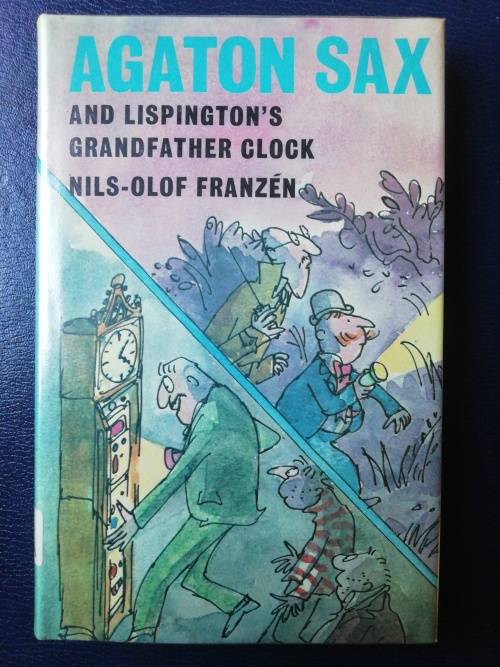 AGATON SAX
AND LISPINGTON'S
GRANDFATHER CLOCK
NILS-OLOF FRANZÉN